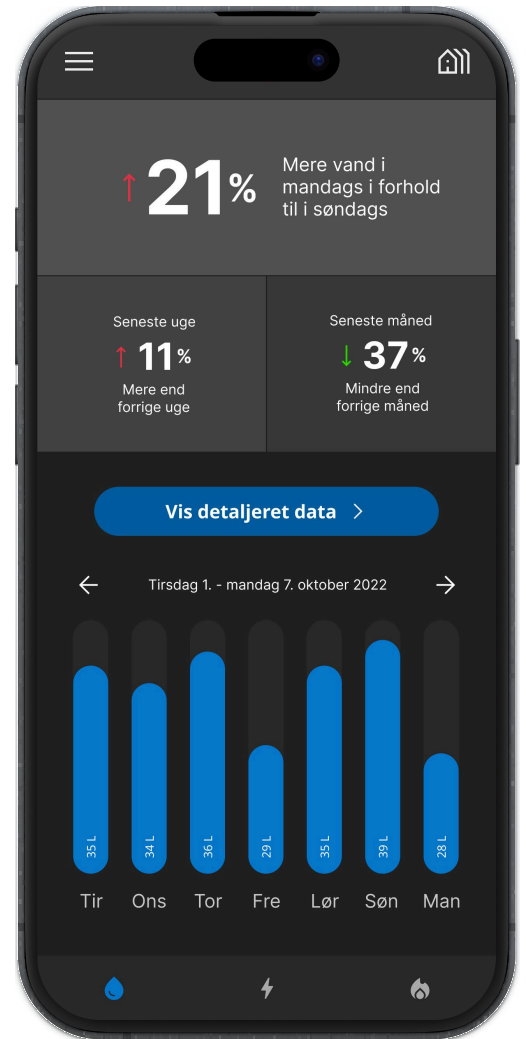 ↑ 21%
Mere vand i
mandags i forhold
til i søndags
Seneste uge
↑ 11%
Mere end
forrige uge
Seneste måned
↓ 37%
Mindre end
forrige måned
Vis detaljeret data
Tirsdag 1. - mandag 7. oktober 2022
35 L
34 L
36 L
29 L
35 L
39 L
28 L
Tir Ons Tor Fre Lør Søn Man